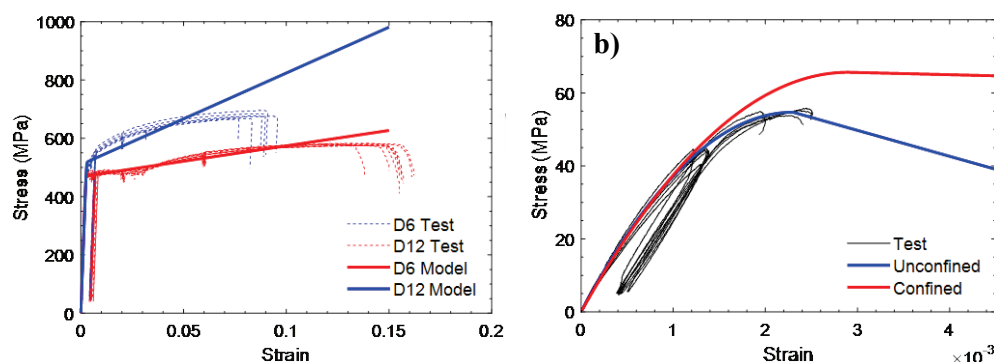 1000
800
600
400
200
0
Stress (MPa)
D6 Test
D12 Test
D6 Model
D12 Model
0 0.05 0.1 0.15 0.2
Strain
b)
80
60
40
20
0
Stress (MPa)
Test
Unconfined
Confined
0 1 2 3 4
Strain
×10⁻³